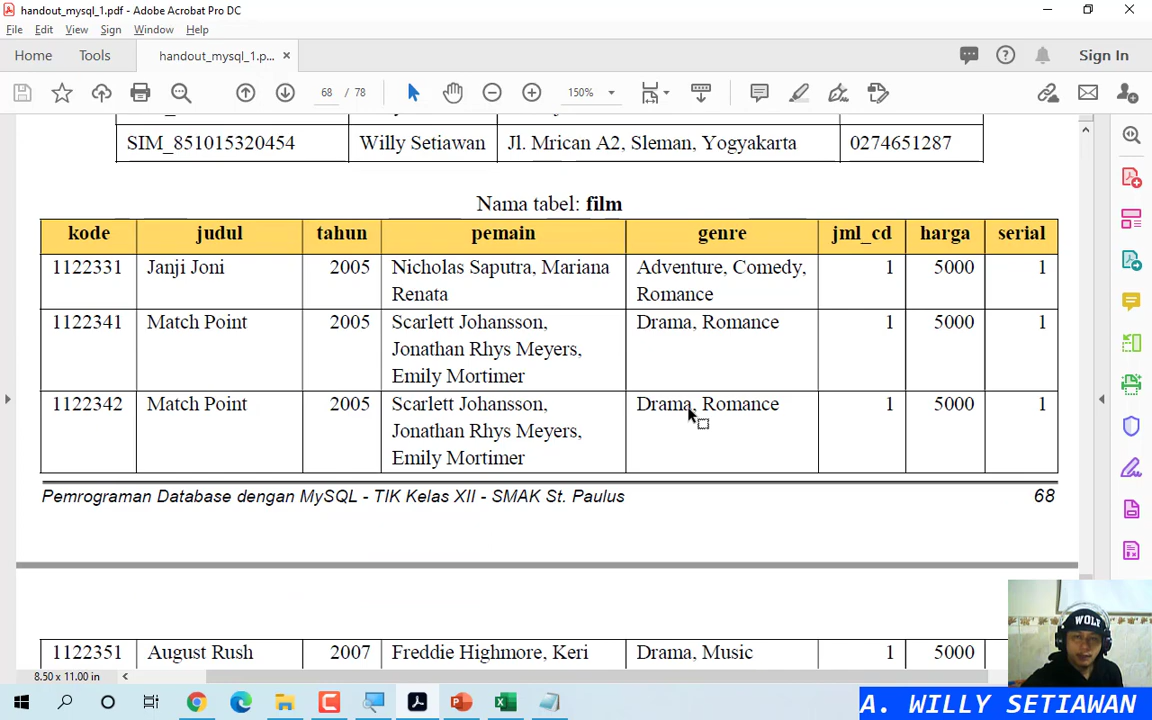 handout_mysql_1.pdf - Adobe Acrobat Pro DC
File Edit View Sign Window Help
Home Tools handout_mysql_1.p... × Sign In
68 / 78 150%
SIM_851015320454 Willy Setiawan Jl. Mrican A2, Sleman, Yogyakarta 0274651287
Nama tabel: film
kode judul tahun pemain genre jml_cd harga serial
1122331 Janji Joni 2005 Nicholas Saputra, Mariana Adventure, Comedy, 1 5000 1
Renata Romance
1122341 Match Point 2005 Scarlett Johansson, Drama, Romance 1 5000 1
Jonathan Rhys Meyers,
Emily Mortimer
1122342 Match Point 2005 Scarlett Johansson, Drama, Romance 1 5000 1
Jonathan Rhys Meyers,
Emily Mortimer
Pemrograman Database dengan MySQL - TIK Kelas XII - SMAK St. Paulus 68
1122351 August Rush 2007 Freddie Highmore, Keri Drama, Music 1 5000
8.50 x 11.00 in
WOLV
A. WILLY SETIAWAN